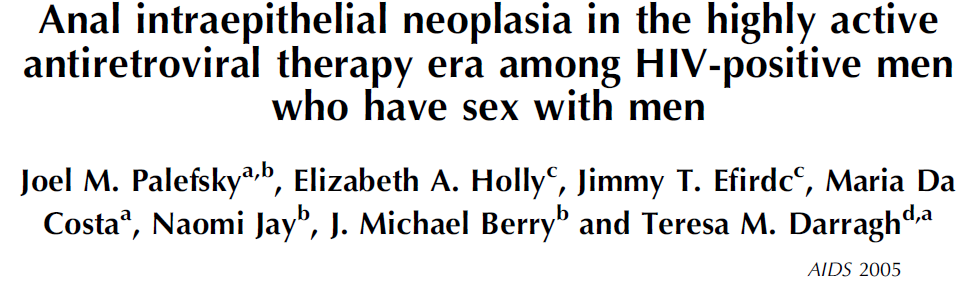 Anal intraepithelial neoplasia in the highly active
antiretroviral therapy era among HIV-positive men
who have sex with men
Joel M. Palefskya,b, Elizabeth A. Hollyc, Jimmy T. Efirdcc, Maria Da
Costaa, Naomi Jayb, J. Michael Berryb and Teresa M. Darraghd,a
AIDS 2005